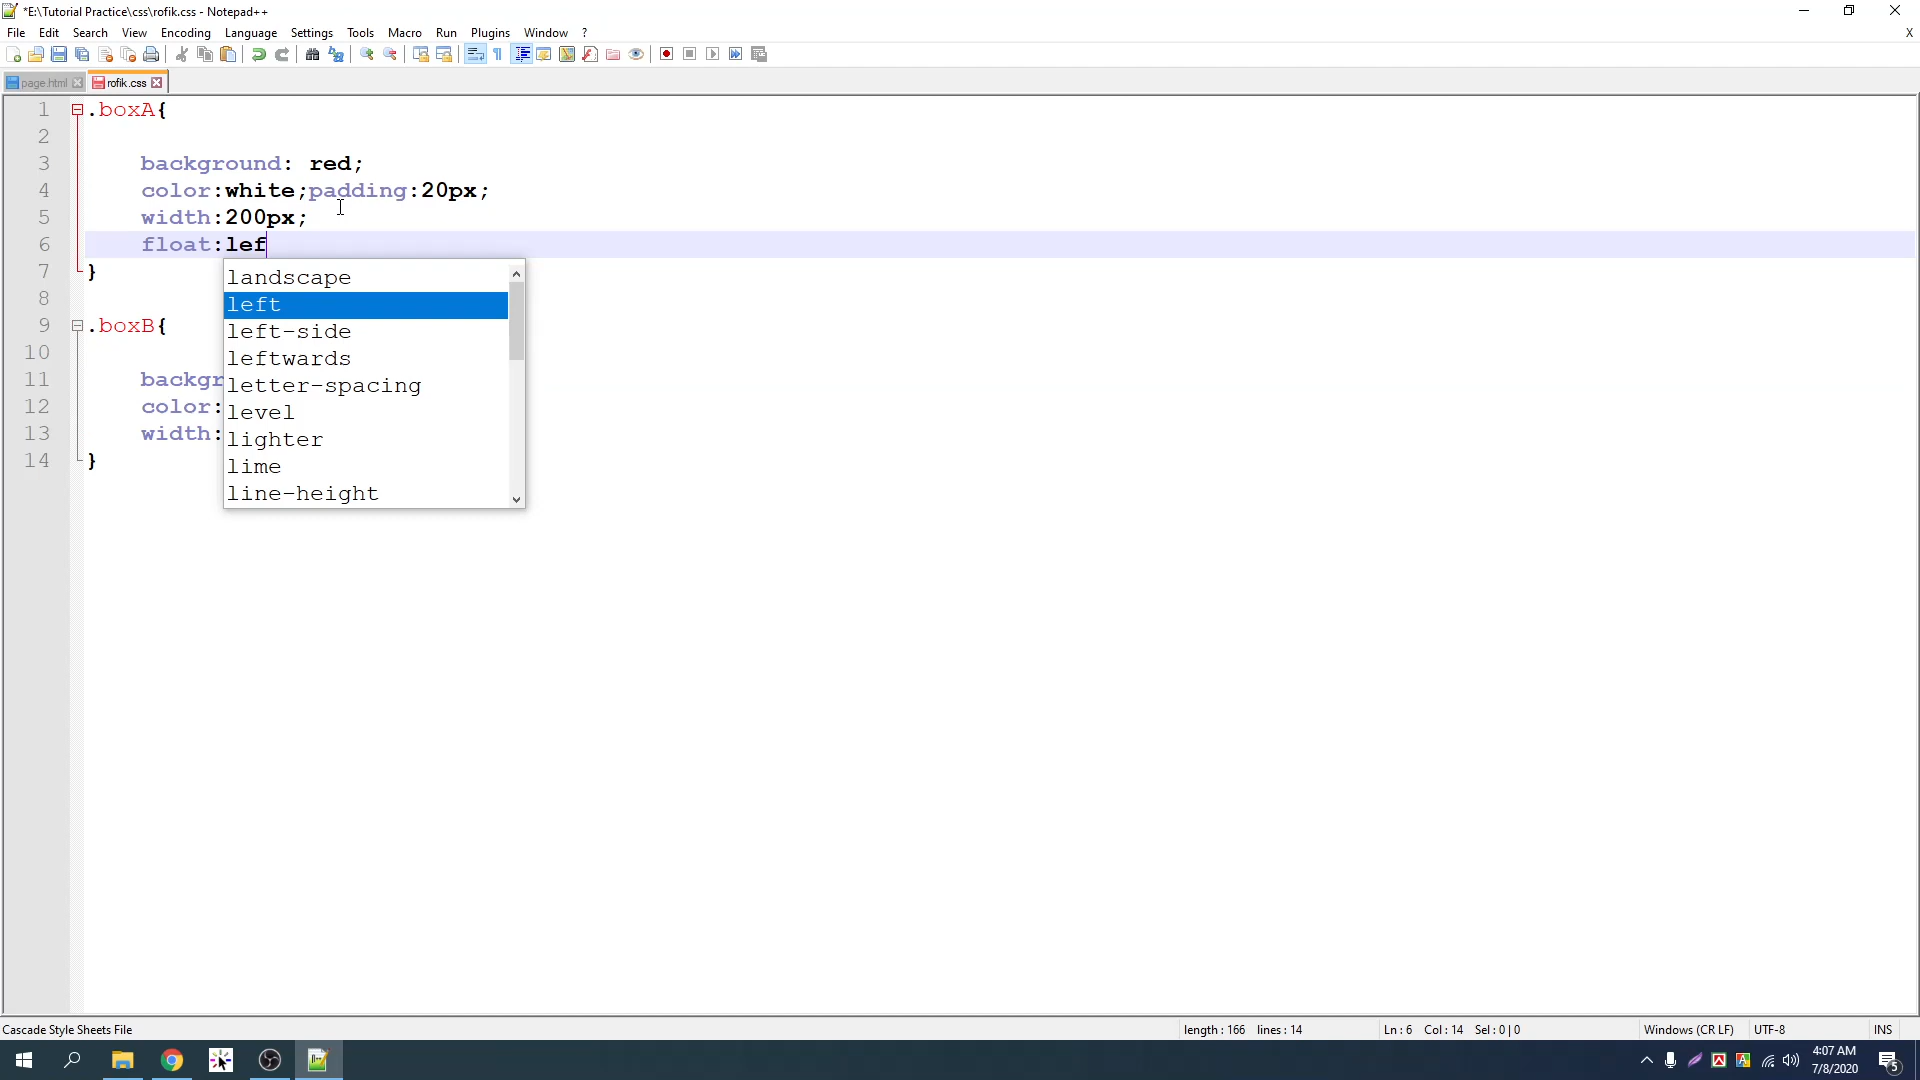 *E:\Tutorial Practice\css\rofik.css - Notepad++
File Edit Search View Encoding Language Settings Tools Macro Run Plugins Window ? X
page.html rofik.css
1 .boxA{
2
3 background: red;
4 color:white;padding:20px;
5 width:200px;
6 float:lef
7 }
8
9 .boxB{
10
11 backgr
12 color:
13 width:
14 }
landscape
left
left-side
leftwards
letter-spacing
level
lighter
lime
line-height
Cascade Style Sheets File length : 166 lines : 14 Ln : 6 Col : 14 Sel : 0 | 0 Windows (CR LF) UTF-8 INS
4:07 AM
7/8/2020
5